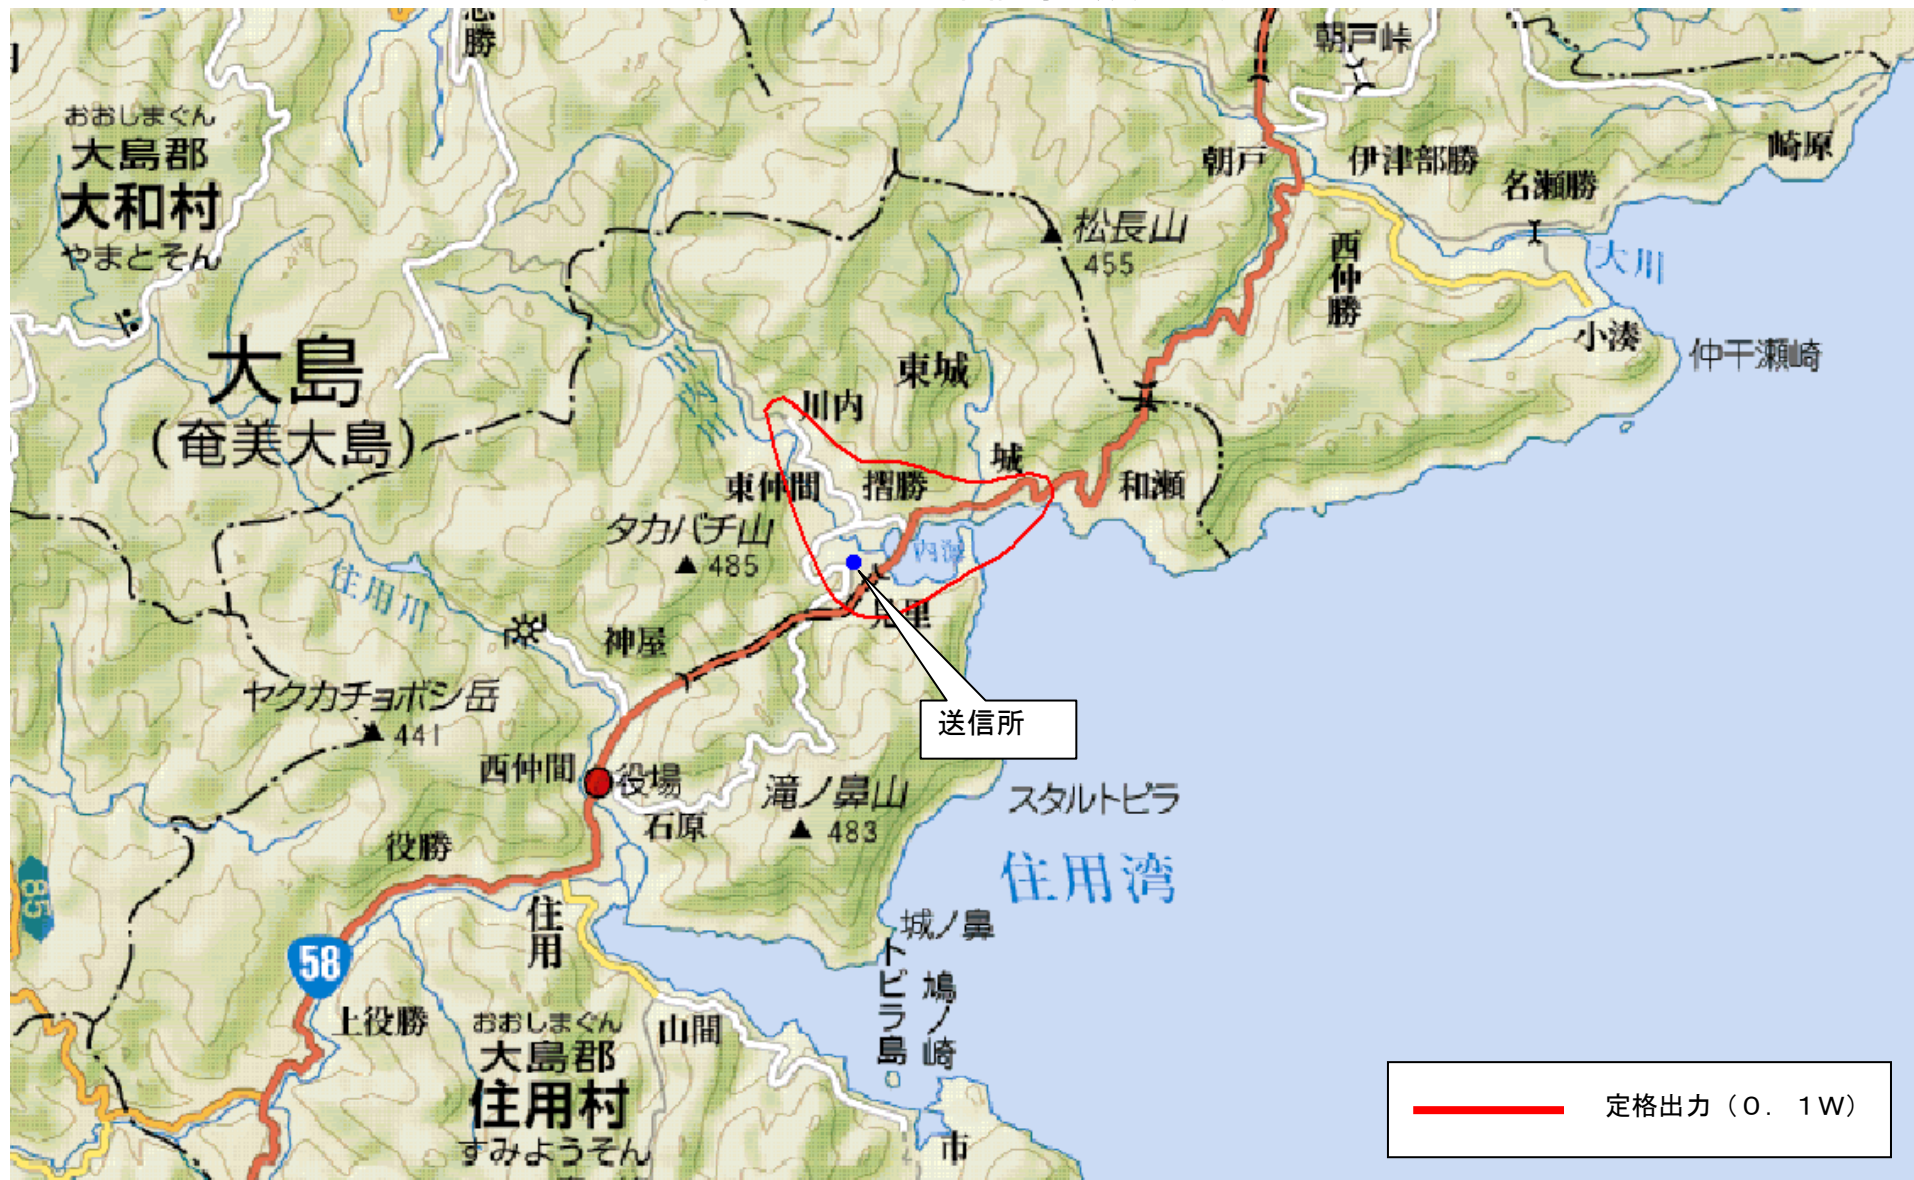 勝
朝戸峠
おおしまぐん
大島郡
大和村
やまとそん
朝戸
伊津部勝
名瀬勝
崎原
松長山
455
西仲勝
大川
小湊
仲干瀬崎
大島
(奄美大島)
川内川
東城
川内
城
東仲間
摺勝
和瀬
タカバチ山
485
内海
住用川
神屋
見里
ヤクカチョボシ岳
441
送信所
西仲間
役場
滝ノ鼻山
483
石原
スタルトピラ
役勝
住用湾
85
住用
城ノ鼻
58
トビラ島
鳩ノ崎
上役勝
おおしまぐん
大島郡
住用村
すみようそん
山間
市
定格出力(0.1W)